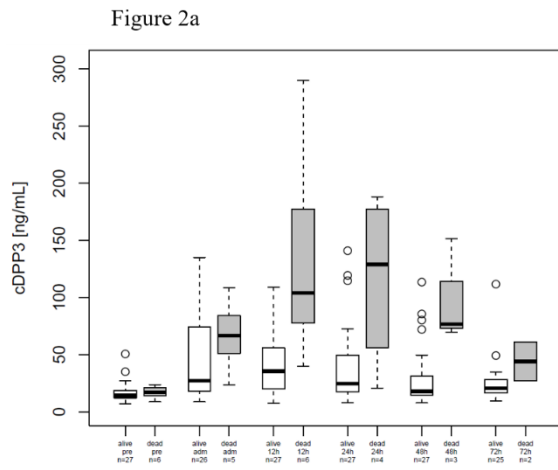 Figure 2a
cDPP3 [ng/mL]
300
250
200
150
100
50
0
alive dead alive dead alive dead alive dead alive dead alive dead
pre pre adm adm 12h 12h 24h 24h 48h 48h 72h 72h
n=27 n=6 n=26 n=5 n=27 n=6 n=27 n=4 n=27 n=3 n=25 n=2